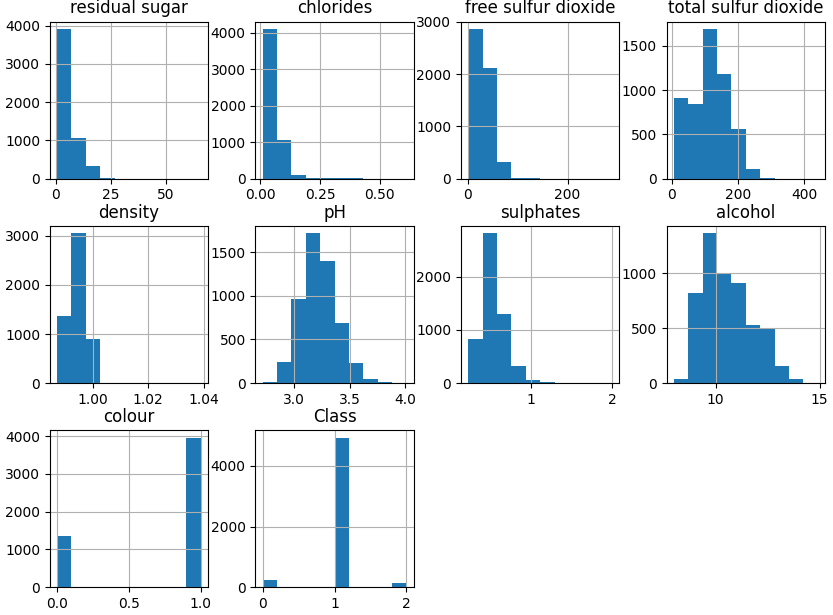 residual sugar chlorides free sulfur dioxide total sulfur dioxide
4000 3000 2000 1000 0
0 25 50
4000 3000 2000 1000 0
0.00 0.25 0.50
3000 2000 1000 0
0 200
1500 1000 500 0
0 200 400
density pH sulphates alcohol
3000 2000 1000 0
1.00 1.02 1.04
1500 1000 500 0
3.0 3.5 4.0
2000 1000 0
1 2
1000 500 0
10 15
colour Class
4000 3000 2000 1000 0
0.0 0.5 1.0
4000 2000 0
0 1 2